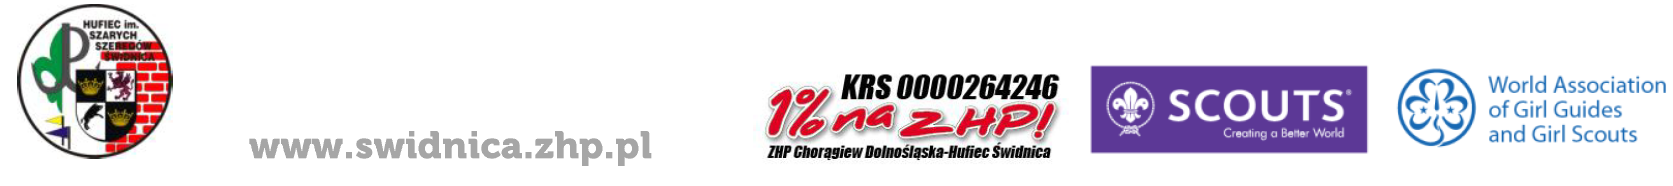 HUFIEC im.
SZARYCH
SZEREGÓW
ŚWIDNICA
www.swidnica.zhp.pl
KRS 0000264246
1% na ZHP!
ZHP Chorągiew Dolnośląska-Hufiec Świdnica
SCOUTS®
Creating a Better World
World Association
of Girl Guides
and Girl Scouts